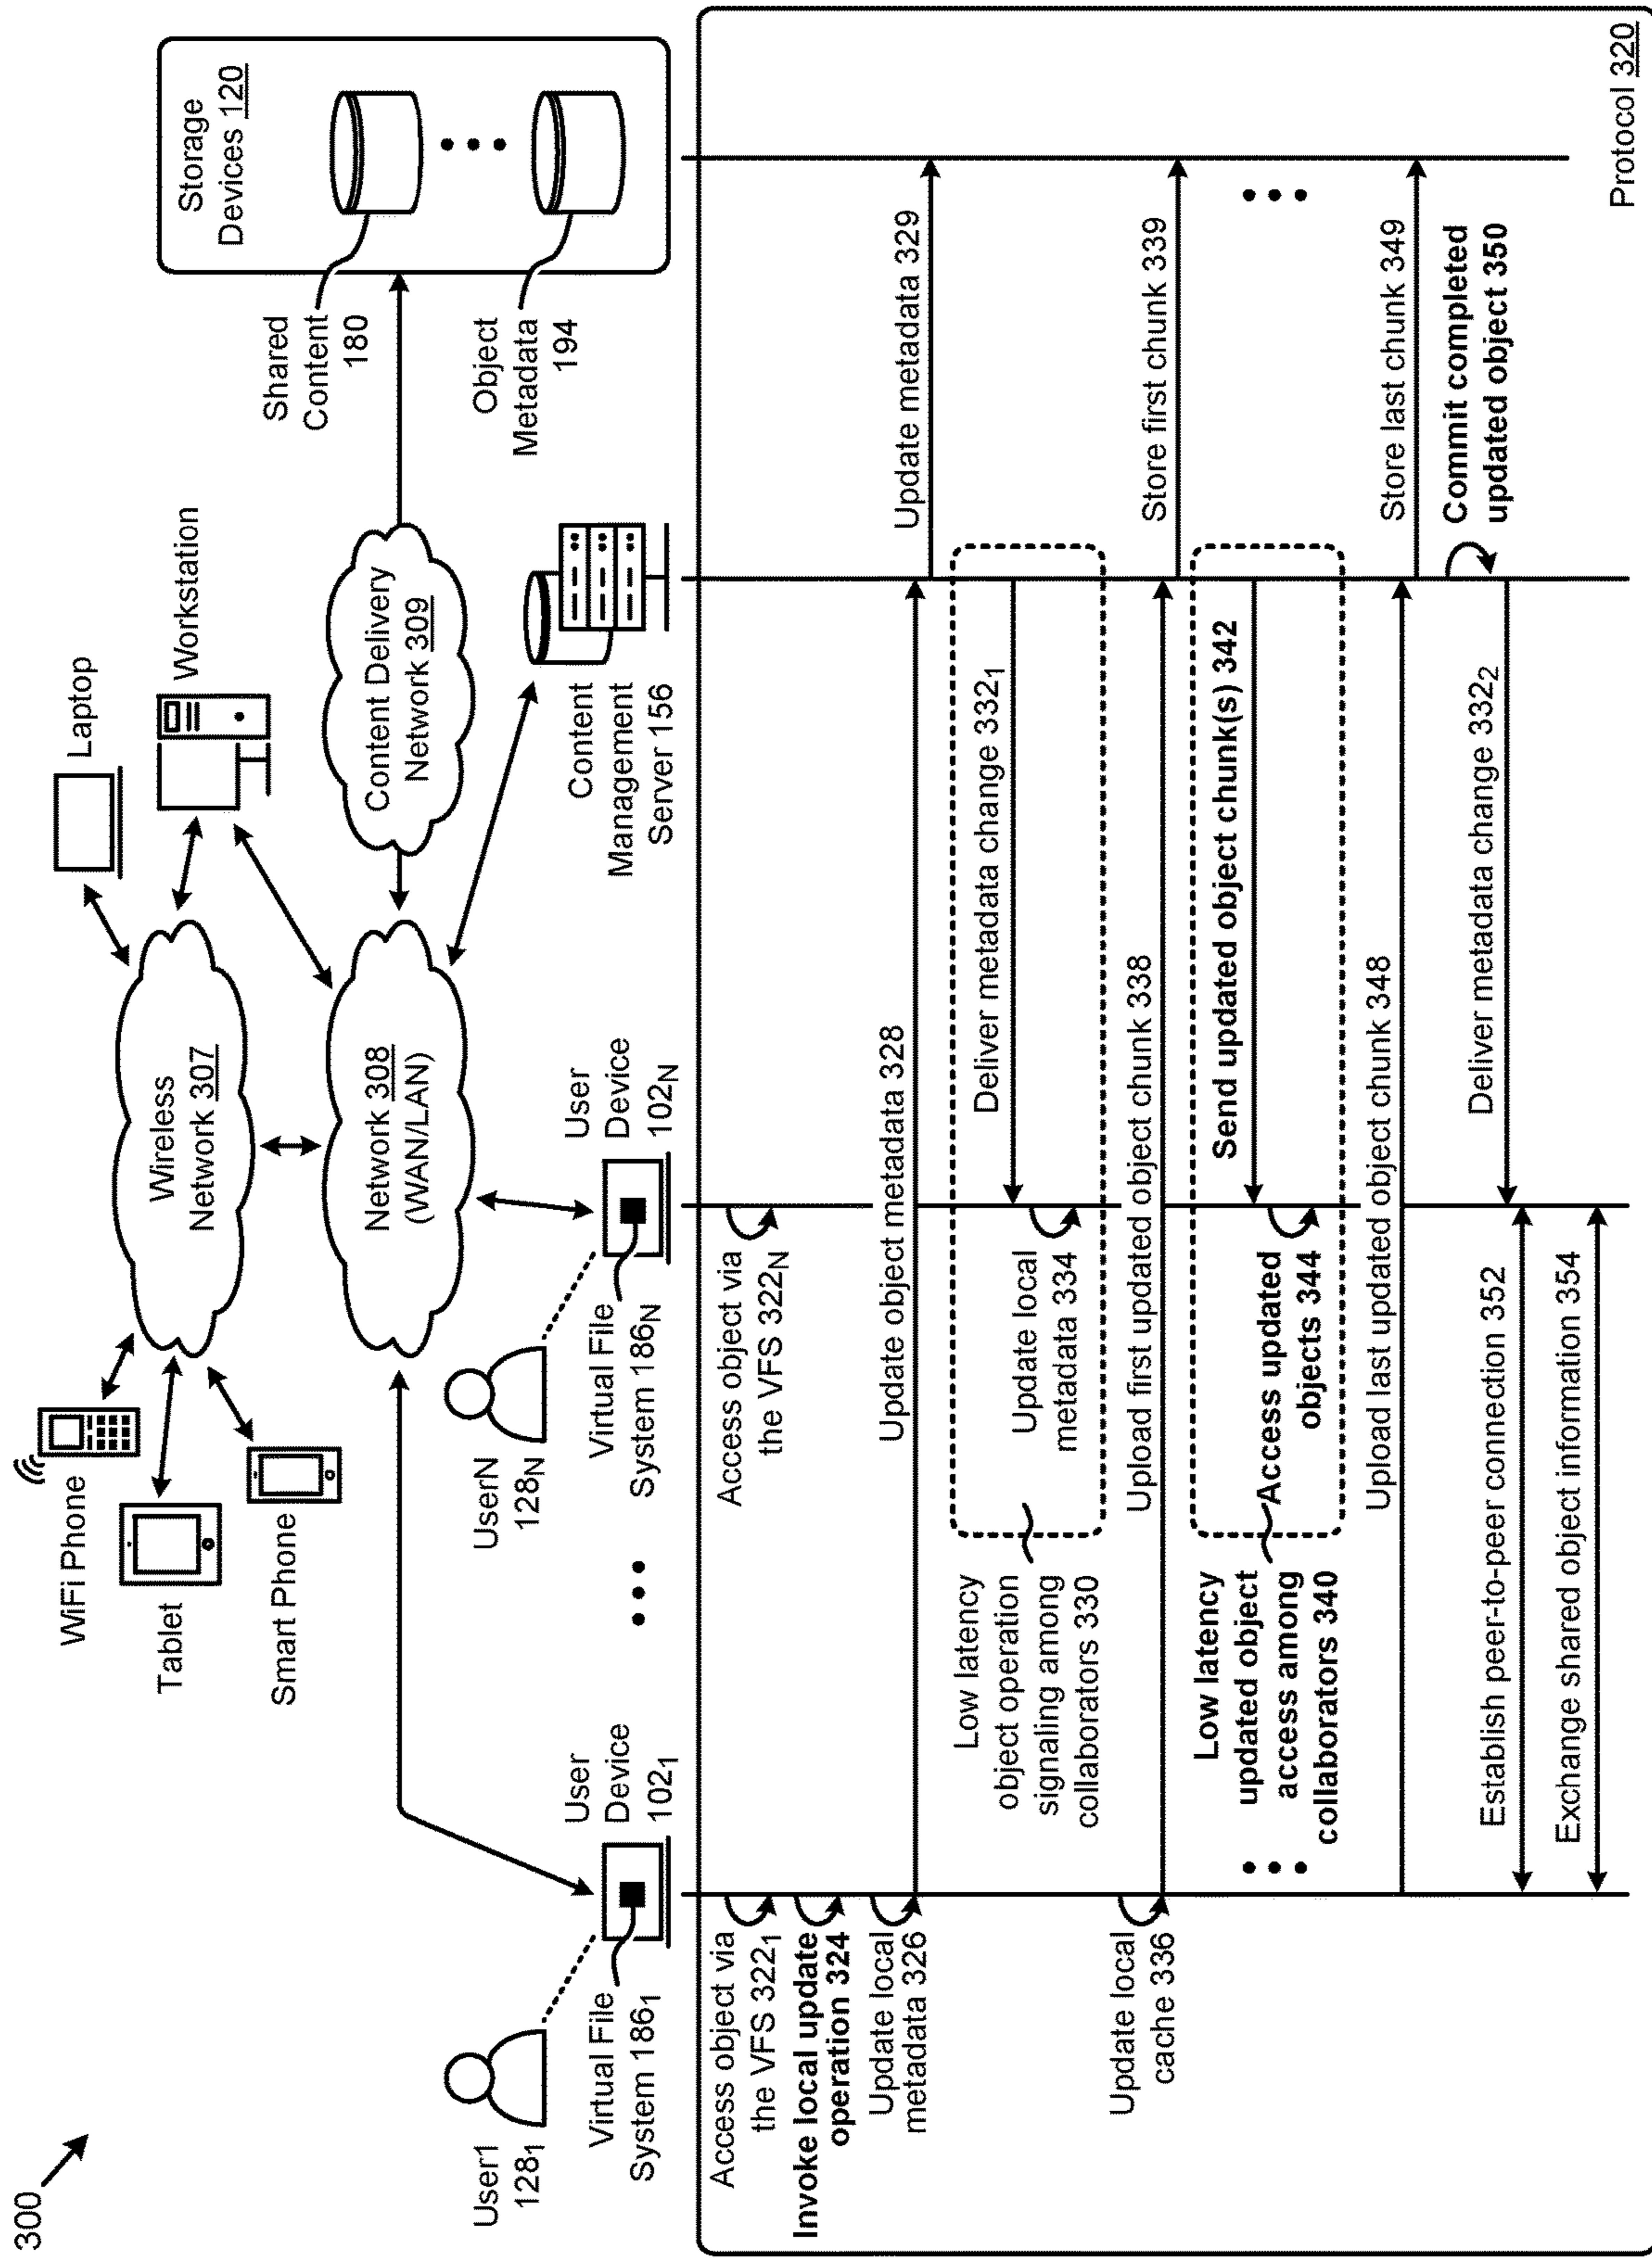 300
WiFi Phone
Tablet
Smart Phone
Wireless
Network 307
Laptop
Workstation
Network 308
(WAN/LAN)
Content Delivery
Network 309
Storage
Devices 120
Shared
Content
180
Object
Metadata
194
User1
128₁
User
Device
102₁
Virtual File
System 186₁
UserN
128N
User
Device
102N
Virtual File
System 186N
Content
Management
Server 156
Access object via
the VFS 322₁
Access object via
the VFS 322N
Invoke local update
operation 324
Update local
metadata 326
Update object metadata 328
Update metadata 329
Low latency
object operation
signaling among
collaborators 330
Deliver metadata change 332₁
Update local
metadata 334
Update local
cache 336
Upload first updated object chunk 338
Store first chunk 339
Low latency
updated object
access among
collaborators 340
Send updated object chunk(s) 342
Access updated
objects 344
Upload last updated object chunk 348
Store last chunk 349
Commit completed
updated object 350
Deliver metadata change 332₂
Establish peer-to-peer connection 352
Exchange shared object information 354
Protocol 320